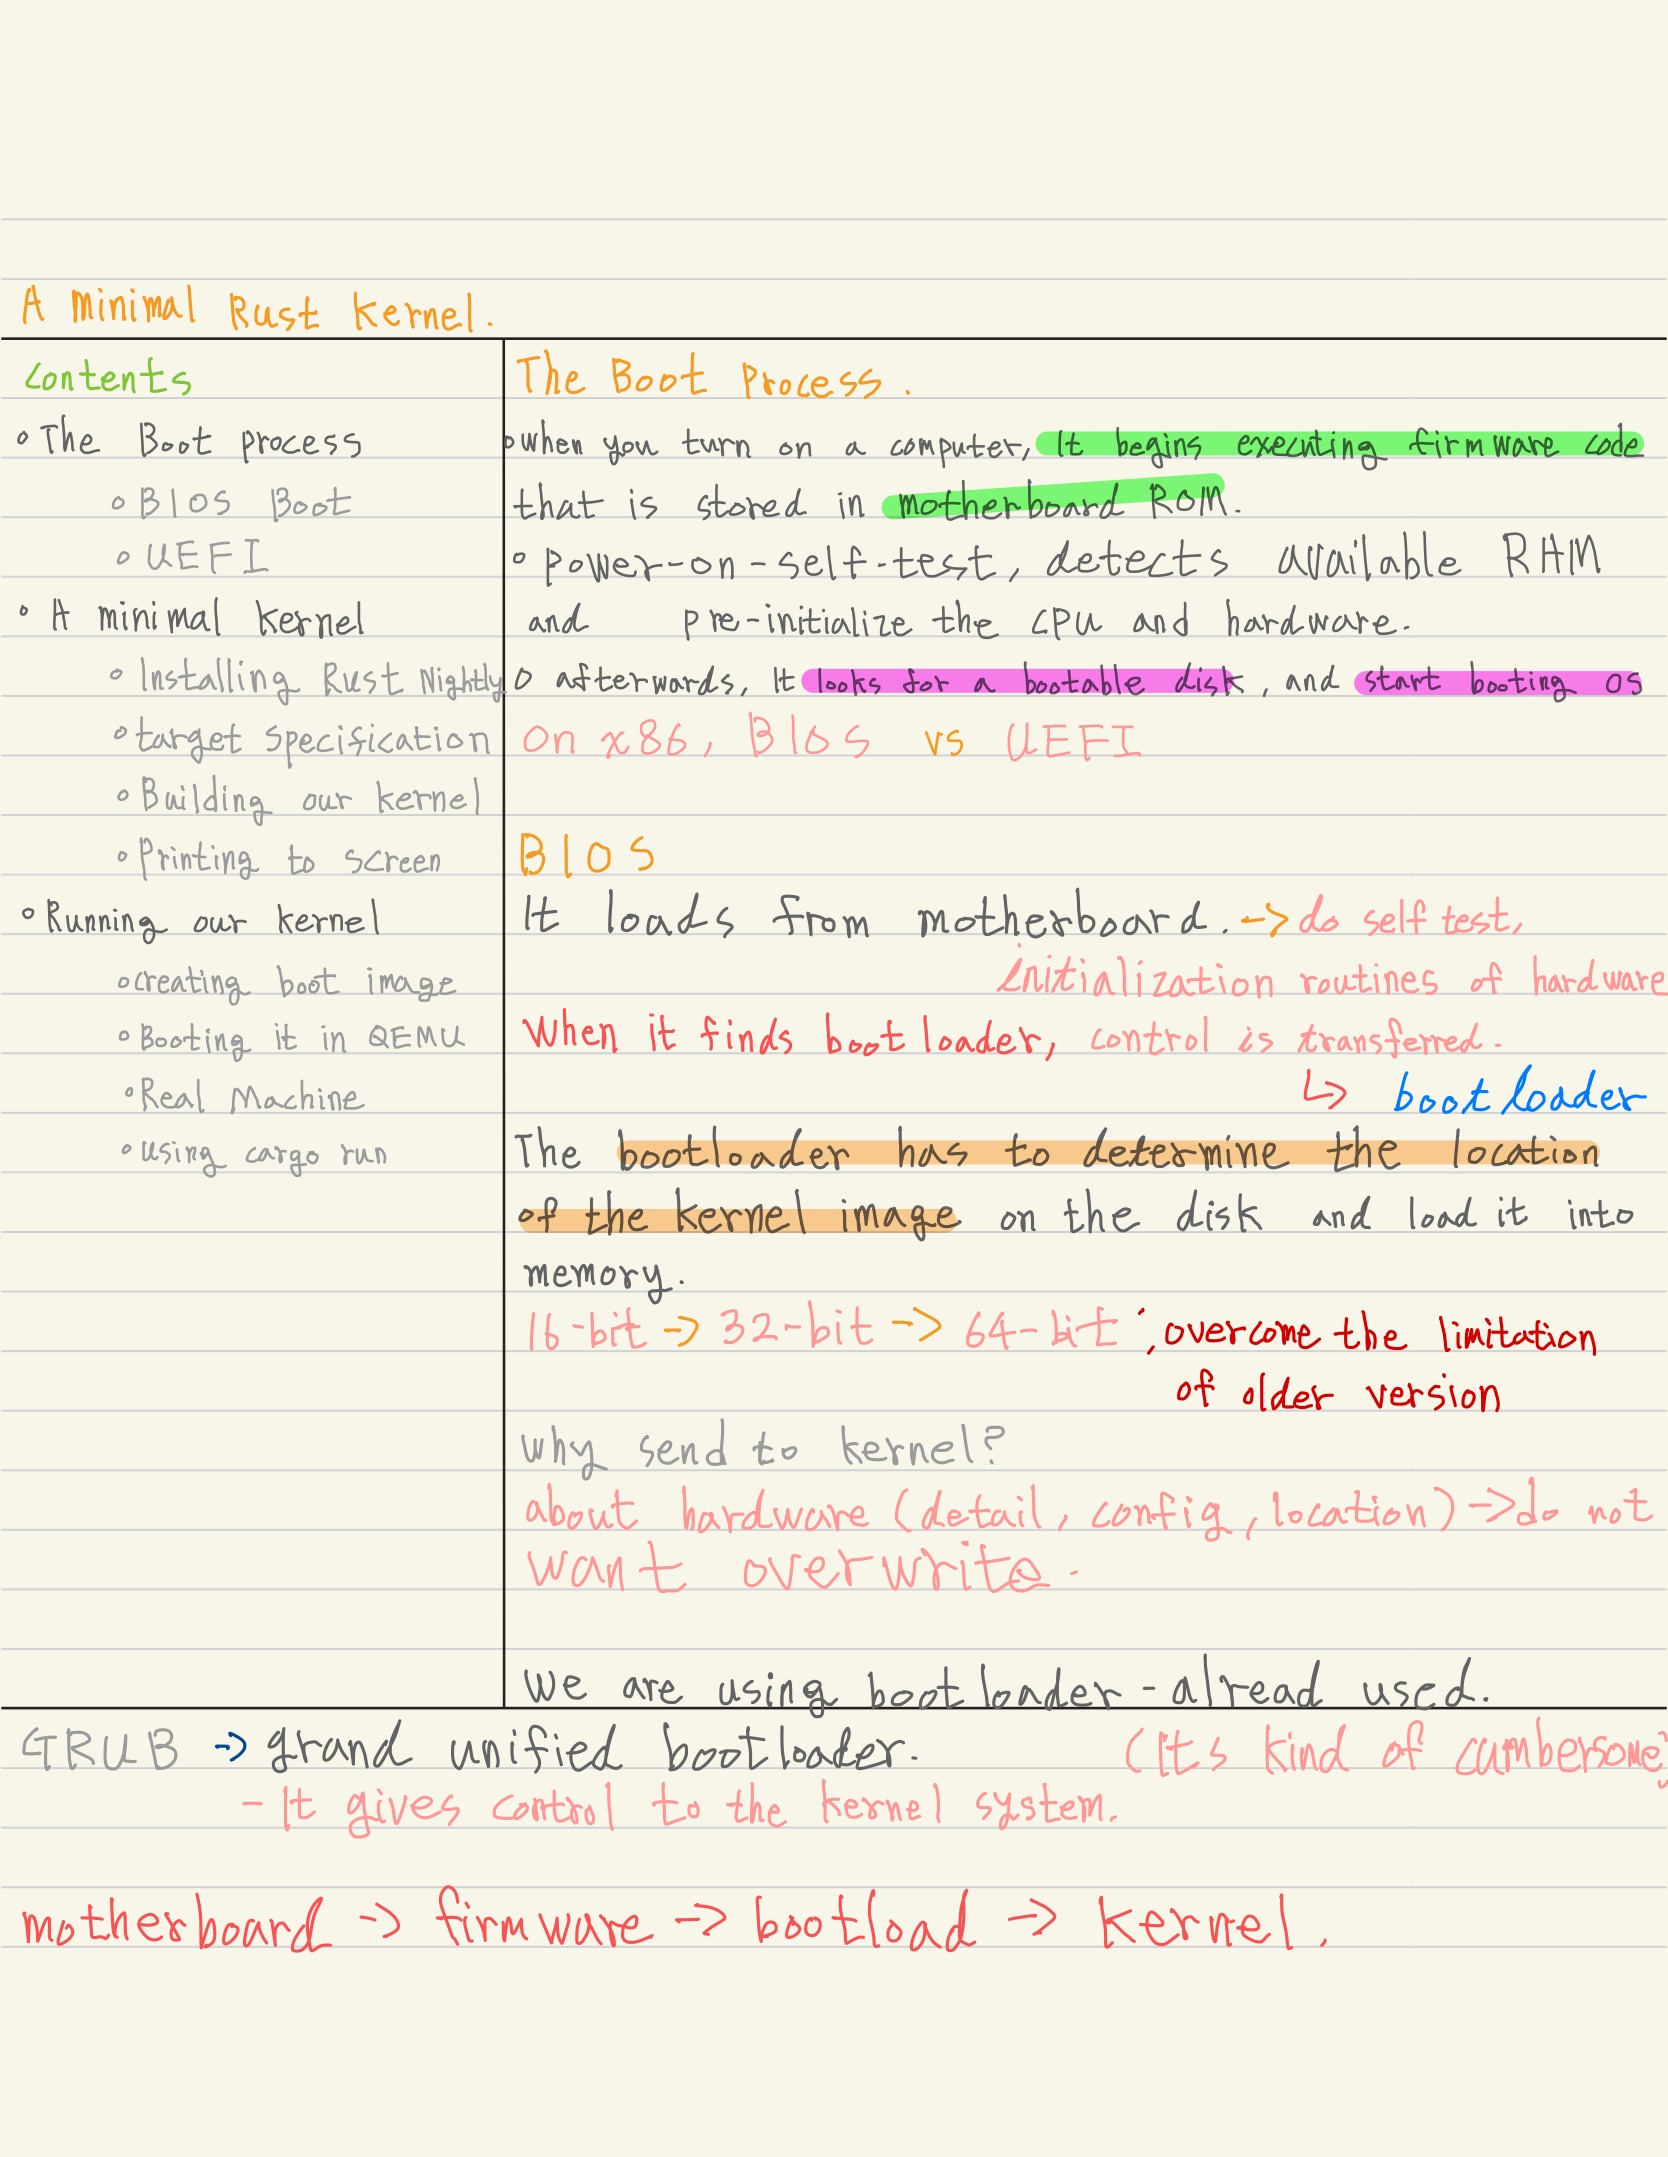 A minimal Rust Kernel.
Contents
• The Boot process
• BIOS Boot
• UEFI
• A minimal kernel
• Installing Rust Nightly
• target specification
• Building our kernel
• Printing to screen
• Running our kernel
• creating boot image
• Booting it in QEMU
• Real Machine
• Using cargo run
The Boot Process.
• when you turn on a computer, It begins executing firmware code
that is stored in motherboard ROM.
• power-on-self-test, detects available RAM
and pre-initialize the CPU and hardware.
• afterwards, It looks for a bootable disk, and start booting OS
On x86, BIOS vs UEFI
BIOS
It loads from motherboard. -> do self test,
initialization routines of hardware
When it finds bootloader, control is transferred.
↳ bootloader
The bootloader has to determine the location
of the kernel image on the disk and load it into
memory.
16-bit -> 32-bit -> 64-bit ; overcome the limitation
of older version
why send to kernel?
about hardware (detail, config, location) -> do not
want overwrite.
We are using bootloader - alread used.
GRUB -> grand unified bootloader. (Its kind of cumbersome)
- It gives control to the kernel system.
motherboard -> firmware -> bootload -> kernel.